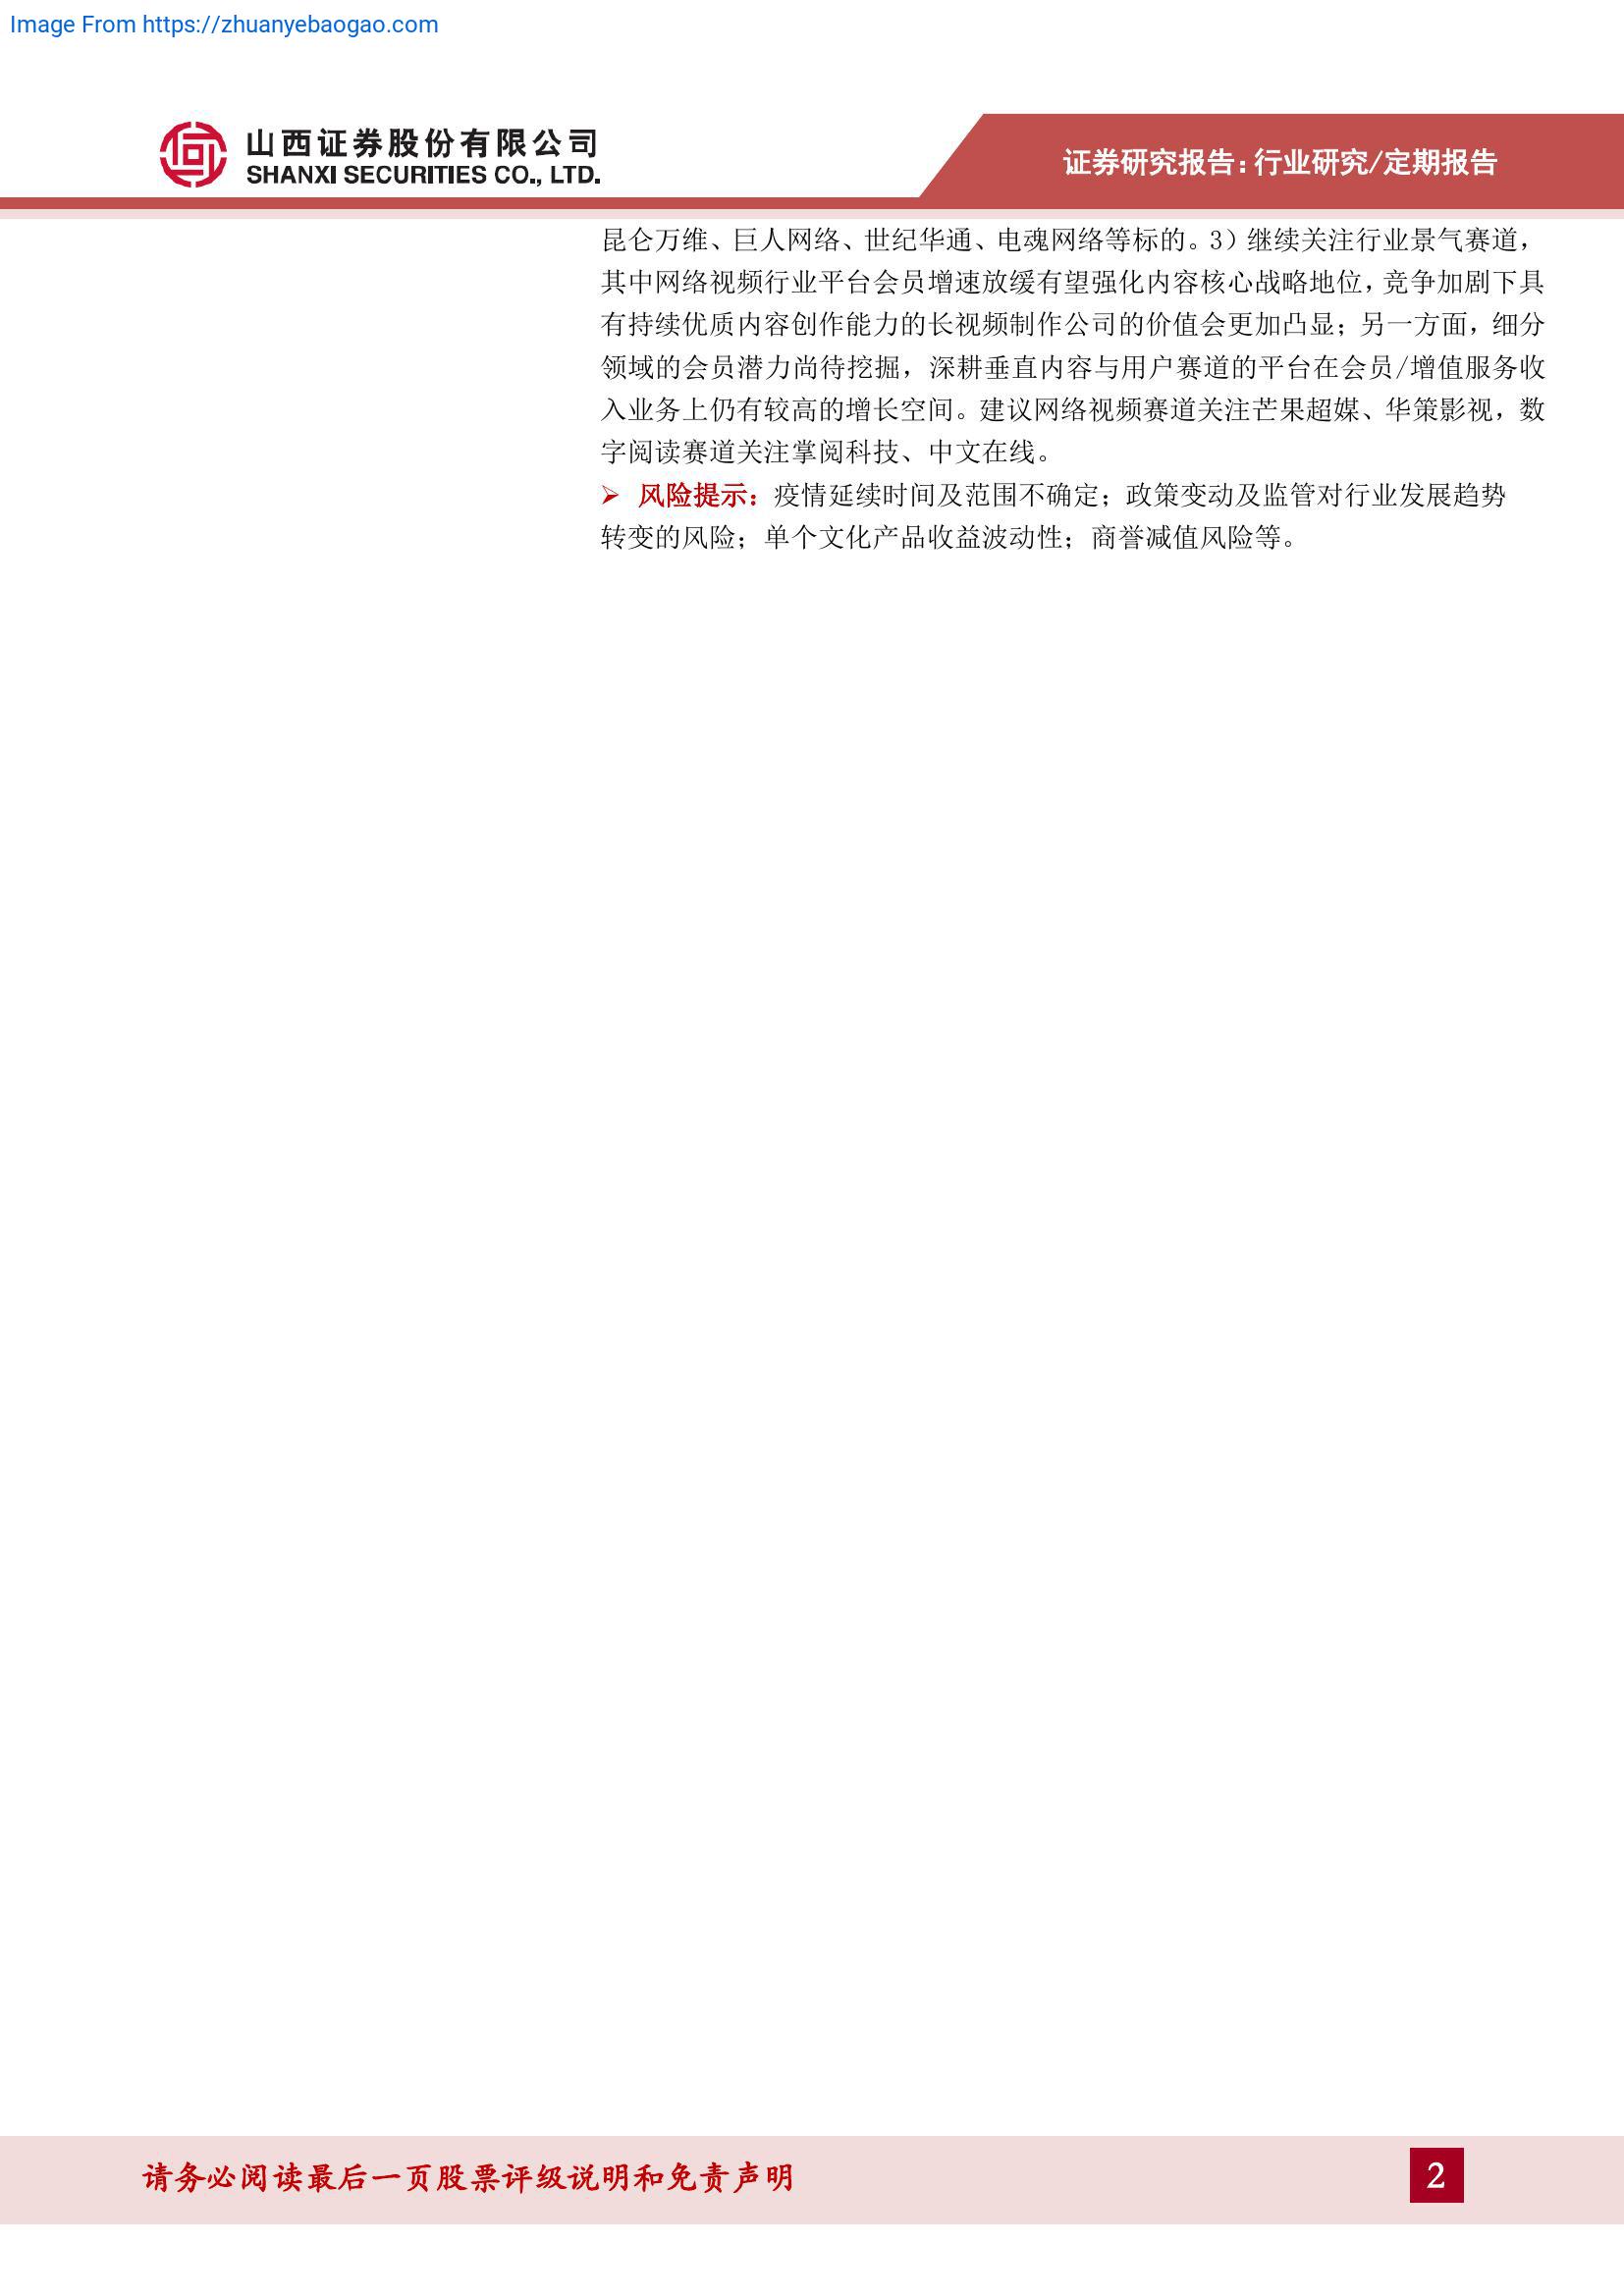 Image From https://zhuanyebaogao.com
山西证券股份有限公司
SHANXI SECURITIES CO., LTD.
证券研究报告：行业研究/定期报告
昆仑万维、巨人网络、世纪华通、电魂网络等标的。3）继续关注行业景气赛道，
其中网络视频行业平台会员增速放缓有望强化内容核心战略地位，竞争加剧下具
有持续优质内容创作能力的长视频制作公司的价值会更加凸显；另一方面，细分
领域的会员潜力尚待挖掘，深耕垂直内容与用户赛道的平台在会员/增值服务收
入业务上仍有较高的增长空间。建议网络视频赛道关注芒果超媒、华策影视，数
字阅读赛道关注掌阅科技、中文在线。
➢ 风险提示：疫情延续时间及范围不确定；政策变动及监管对行业发展趋势
转变的风险；单个文化产品收益波动性；商誉减值风险等。
请务必阅读最后一页股票评级说明和免责声明
2